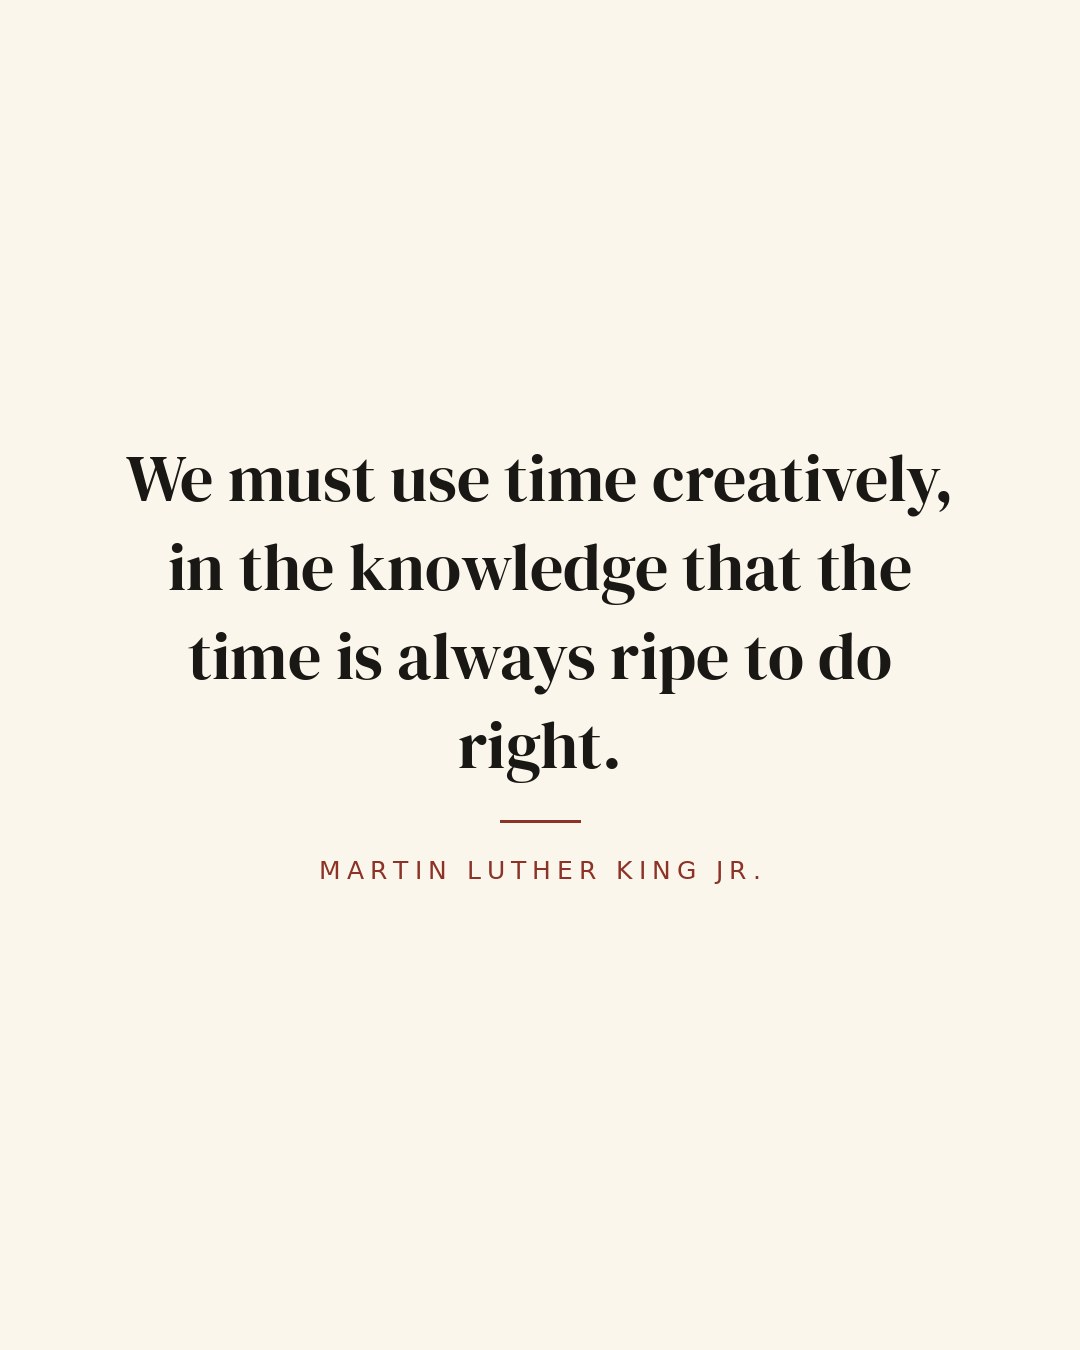 We must use time creatively,
in the knowledge that the
time is always ripe to do
right.
MARTIN LUTHER KING JR.